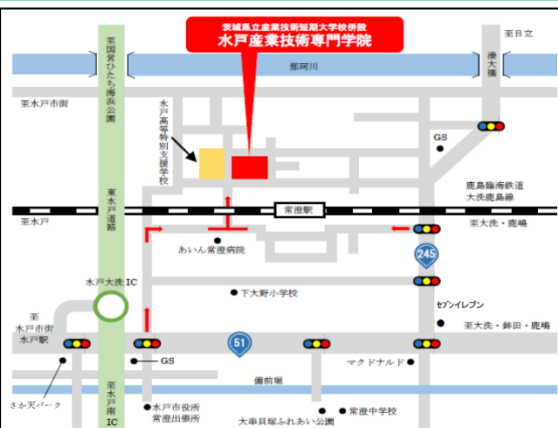 茨城県立産業技術短期大学校併設
水戸産業技術専門学院
至国営ひたち海浜公園
至日立
湊大橋
那珂川
至水戸市街
水戸高等特別支援学校
GS
鹿島臨海鉄道
大洗鹿島線
東水戸道路
至水戸
常澄駅
至大洗・鹿嶋
あいん常澄病院
245
水戸大洗IC
下大野小学校
セブンイレブン
至
水戸市街
水戸駅
至大洗・鉾田・鹿嶋
51
GS
マクドナルド
備前堀
さか天パーク
至水戸南IC
水戸市役所
常澄出張所
常澄中学校
大串貝塚ふれあい公園